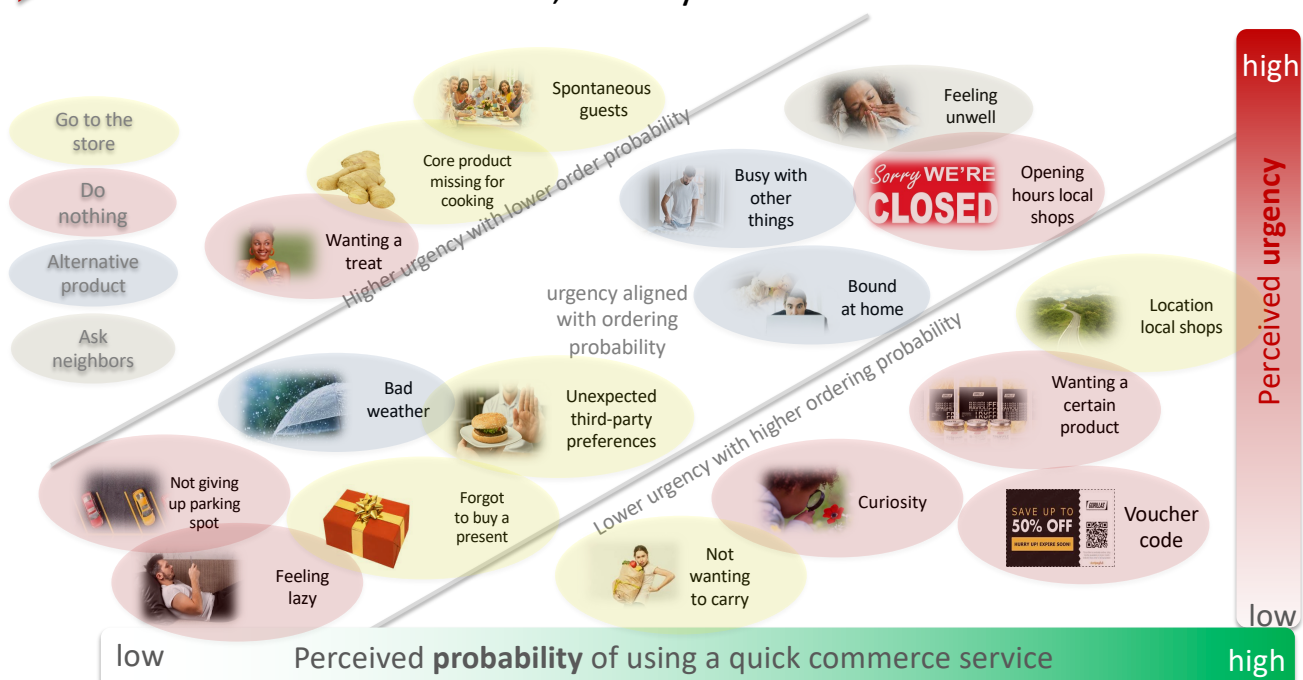 high
Spontaneous
guests
Feeling
unwell
Go to the
store
Core product
missing for
cooking
Higher urgency with lower order probability
Busy with
other
things
Sorry WE'RE
CLOSED
Opening
hours local
shops
Do
nothing
Wanting a
treat
Perceived urgency
Alternative
product
urgency aligned
with ordering
probability
Bound
at home
Location
local shops
Ask
neighbors
Lower urgency with higher ordering probability
Bad
weather
Unexpected
third-party
preferences
Wanting a
certain
product
Not giving
up parking
spot
Forgot
to buy a
present
Curiosity
SAVE UP TO
50% OFF
HURRY UP! EXPIRE SOON!
GORILLAS
Voucher
code
Feeling
lazy
Not
wanting
to carry
low
low
Perceived probability of using a quick commerce service
high